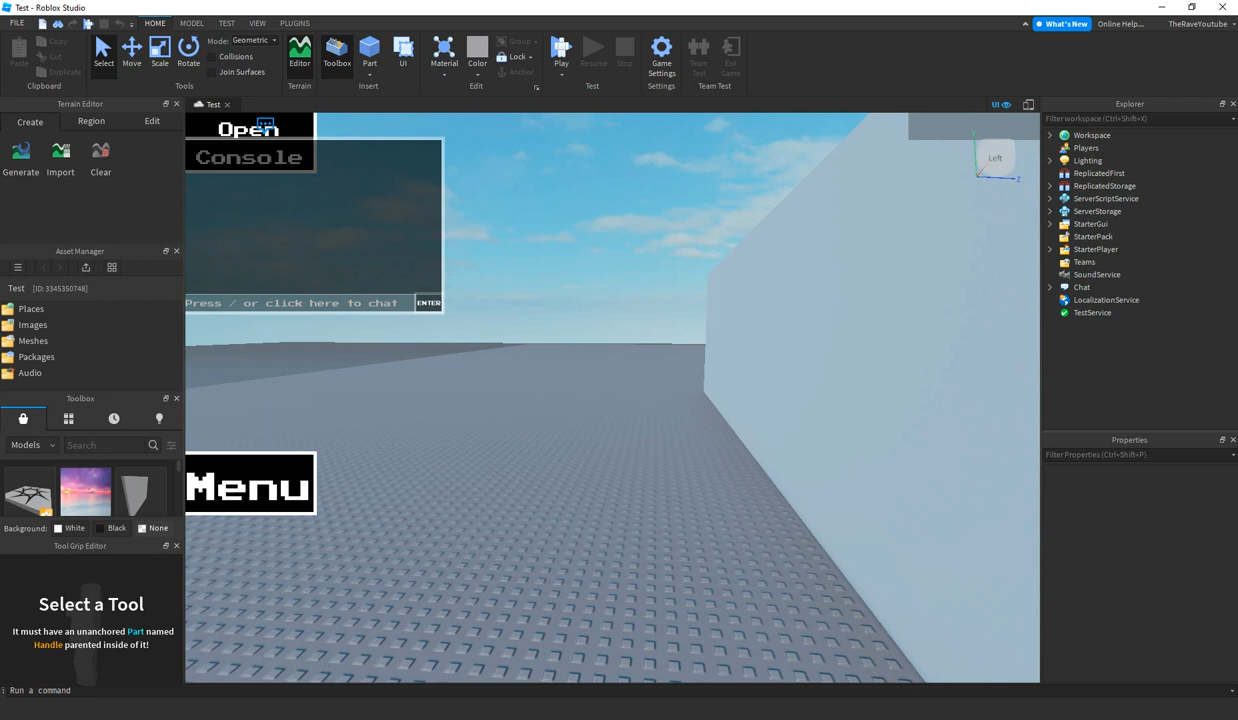 Test - Roblox Studio
FILE HOME MODEL TEST VIEW PLUGINS What's New Online Help... TheRaveYoutube
Paste Copy Cut Duplicate Select Move Scale Rotate Mode: Geometric Collisions Join Surfaces Editor Toolbox Part UI Material Color Group Lock Anchor Play Resume Stop Game Settings Team Test Exit Game
Clipboard Tools Terrain Insert Edit Test Settings Team Test
Terrain Editor
Create Region Edit
Generate Import Clear
Asset Manager
Test [ID: 3345350748]
Places
Images
Meshes
Packages
Audio
Toolbox
Models Search
Background: White Black None
Tool Grip Editor
Select a Tool
It must have an unanchored Part named
Handle parented inside of it!
Run a command
Test UI
Open
Console
Press / or click here to chat ENTER
Menu
Left
Y
Z
Explorer
Filter workspace (Ctrl+Shift+X)
Workspace
Players
Lighting
ReplicatedFirst
ReplicatedStorage
ServerScriptService
ServerStorage
StarterGui
StarterPack
StarterPlayer
Teams
SoundService
Chat
LocalizationService
TestService
Properties
Filter Properties (Ctrl+Shift+P)